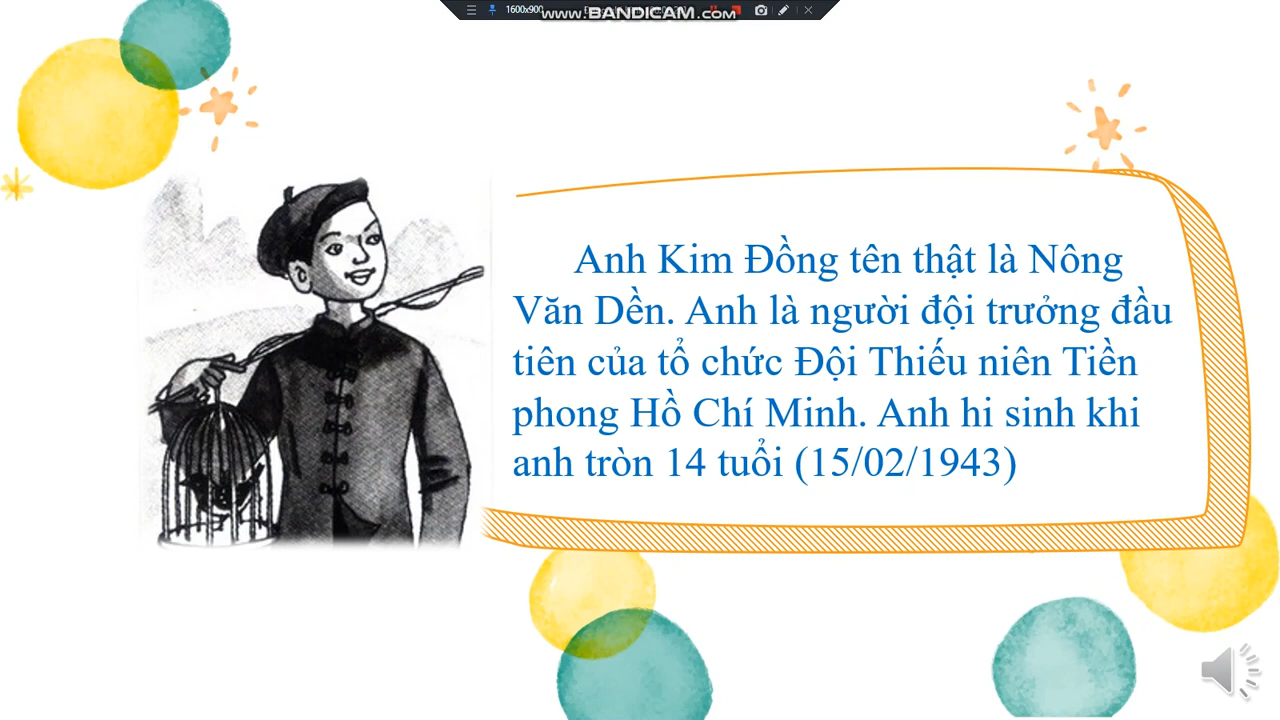 1600x900
www.BANDICAM.com
Anh Kim Đồng tên thật là Nông
Văn Dền. Anh là người đội trưởng đầu
tiên của tổ chức Đội Thiếu niên Tiền
phong Hồ Chí Minh. Anh hi sinh khi
anh tròn 14 tuổi (15/02/1943)